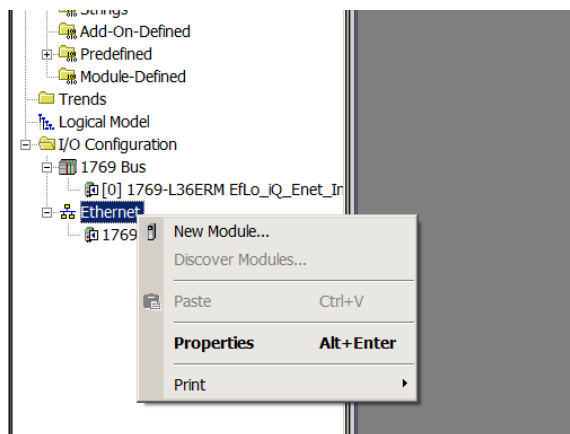 Strings
Add-On-Defined
Predefined
Module-Defined
Trends
Logical Model
I/O Configuration
1769 Bus
[0] 1769-L36ERM EfLo_iQ_Enet_In
Ethernet
1769
New Module...
Discover Modules...
Paste Ctrl+V
Properties Alt+Enter
Print